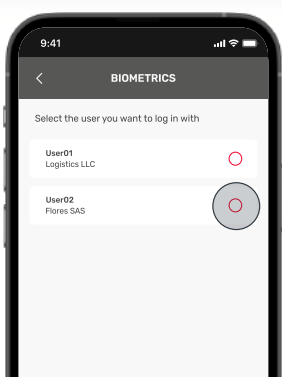 9:41
BIOMETRICS
Select the user you want to log in with
User01
Logistics LLC
User02
Flores SAS